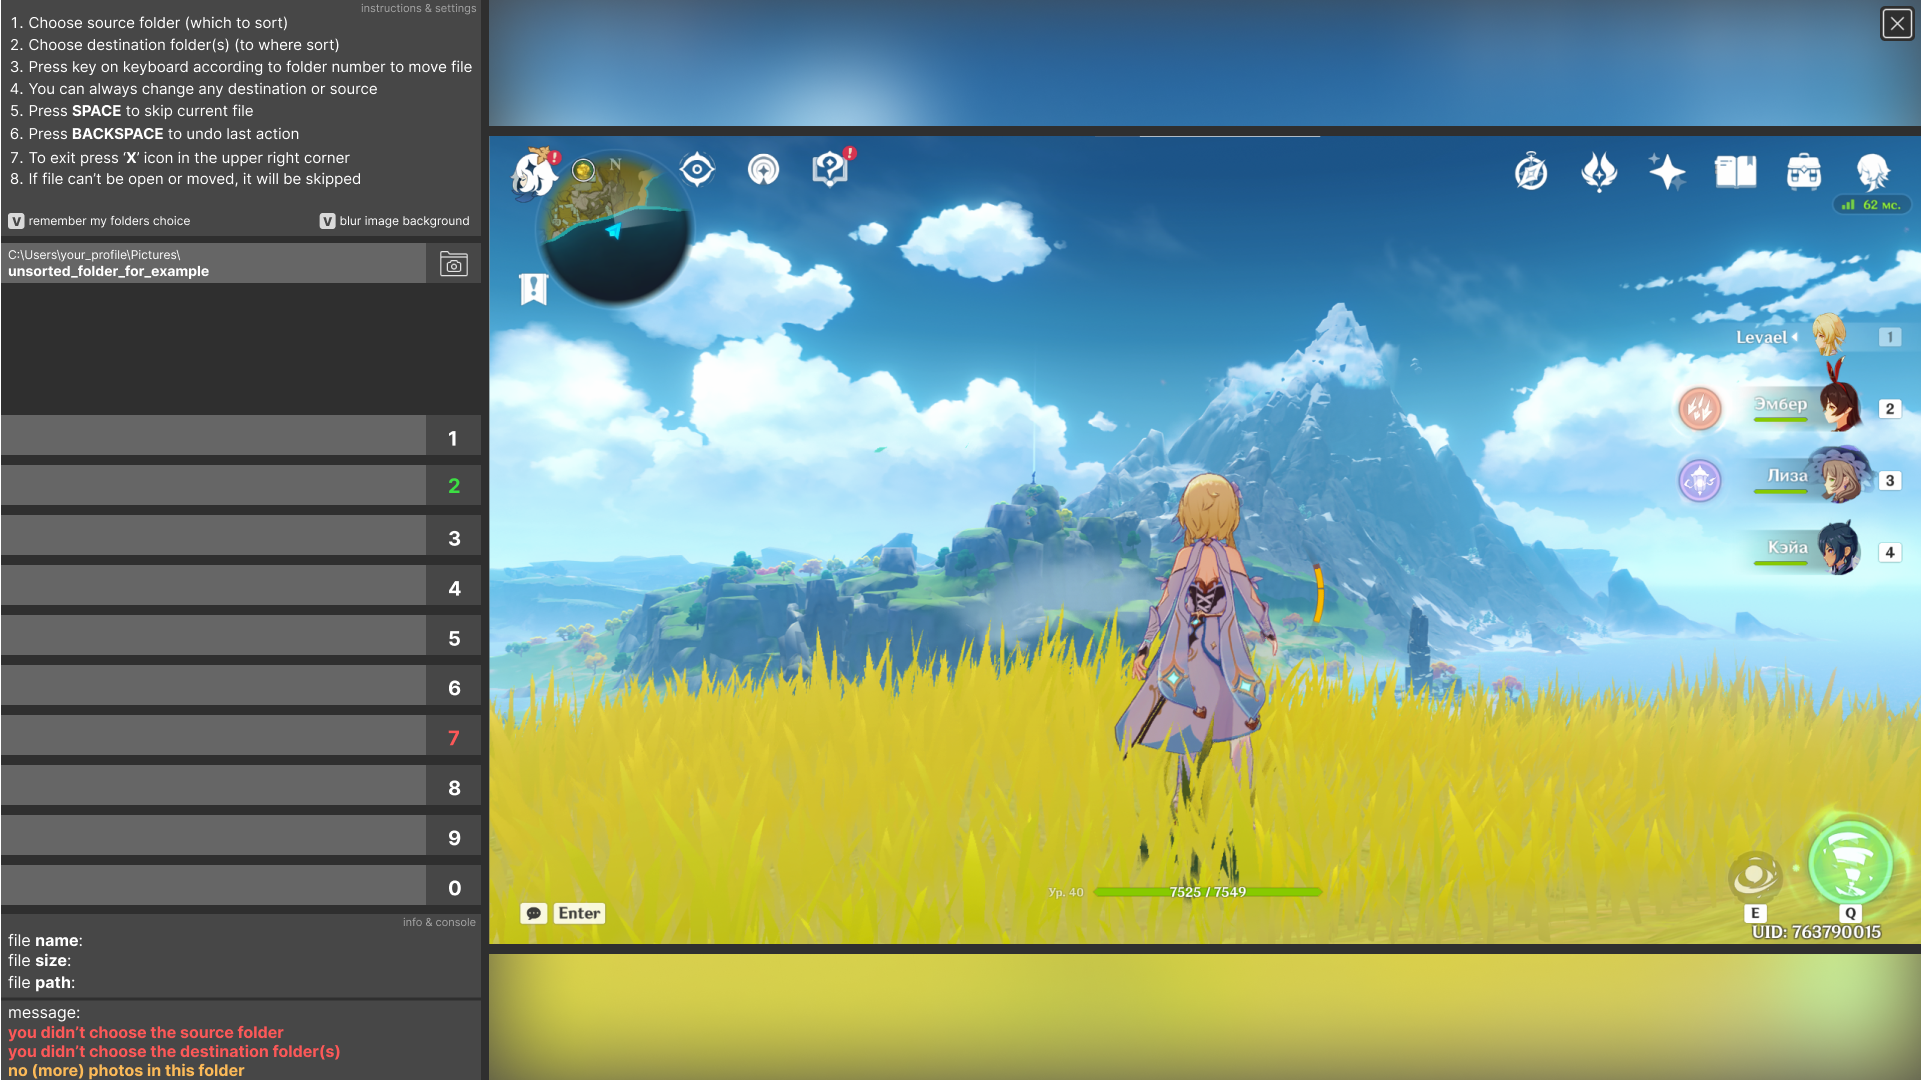 instructions & settings
1. Choose source folder (which to sort)
2. Choose destination folder(s) (to where sort)
3. Press key on keyboard according to folder number to move file
4. You can always change any destination or source
5. Press SPACE to skip current file
6. Press BACKSPACE to undo last action
7. To exit press ‘X’ icon in the upper right corner
8. If file can’t be open or moved, it will be skipped
V remember my folders choice
V blur image background
C:\Users\your_profile\Pictures\
unsorted_folder_for_example
1
2
3
4
5
6
7
8
9
0
info & console
file name:
file size:
file path:
message:
you didn’t choose the source folder
you didn’t choose the destination folder(s)
no (more) photos in this folder
N
62 мс.
Levael 1
Эмбер 2
Лиза 3
Кэйа 4
Ур. 40
7525 / 7549
Enter
E
Q
UID: 763790015